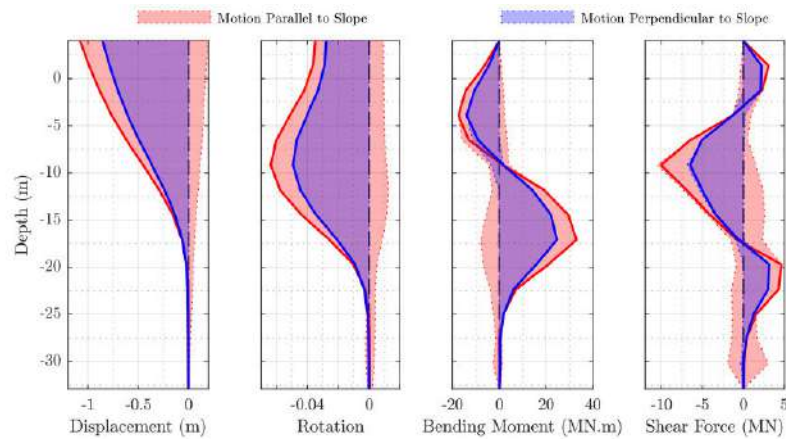 Motion Parallel to Slope
Motion Perpendicular to Slope
Depth (m)
0
-5
-10
-15
-20
-25
-30
-1 -0.5 0
-0.04 0
-20 0 20 40
-10 -5 0 5
Displacement (m)
Rotation
Bending Moment (MN.m)
Shear Force (MN)